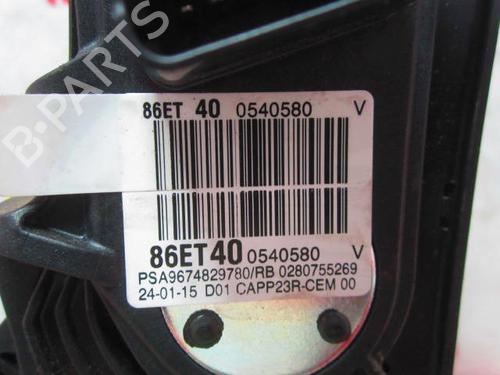 B-PARTS
86ET 40 0540580 V
86ET40 0540580 V
PSA9674829780/RB 0280755269
24-01-15 D01 CAPP23R-CEM 00